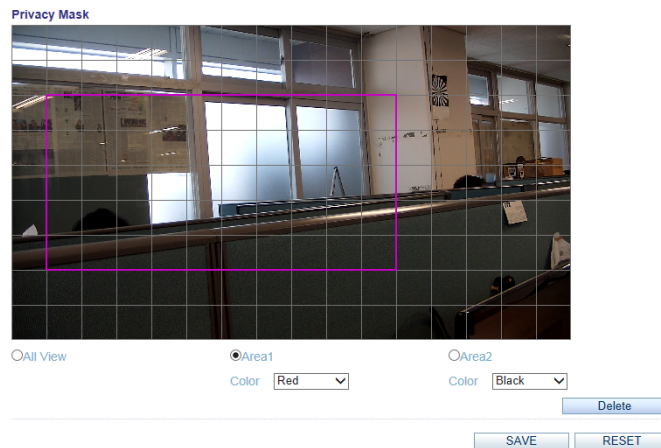 Privacy Mask
All View
Area1
Area2
Color Red
Color Black
Delete
SAVE
RESET